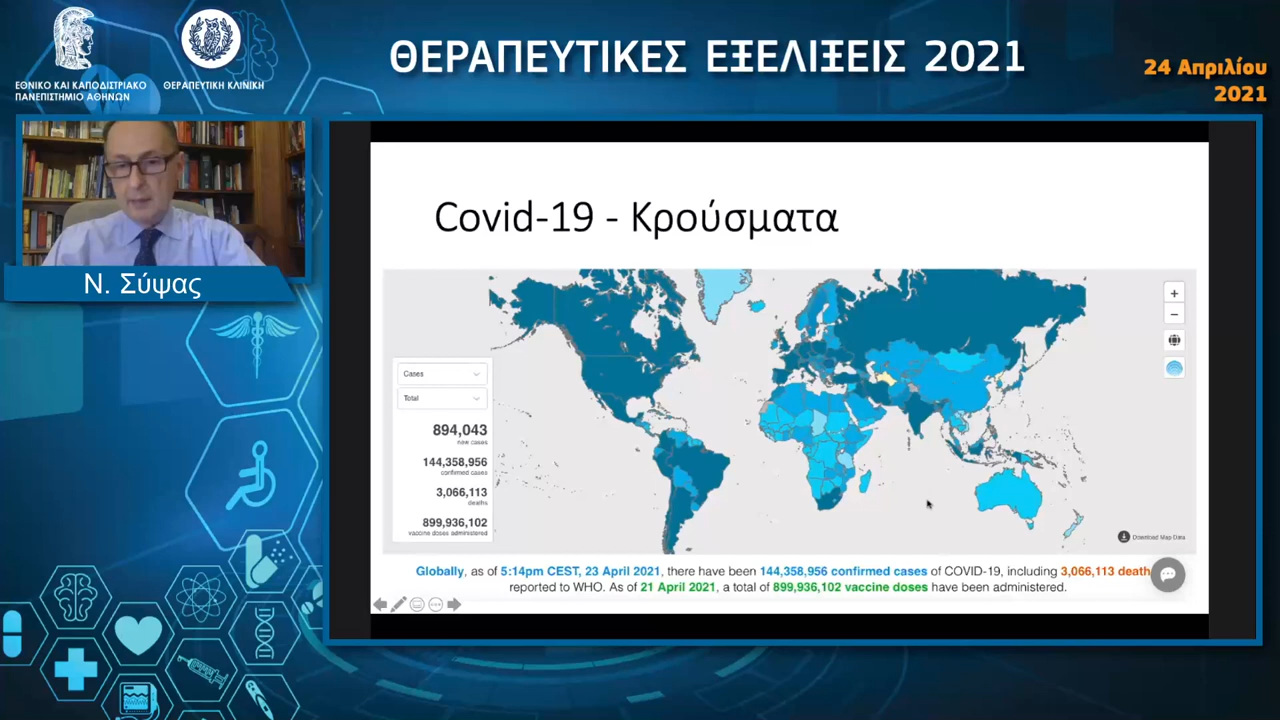 ΕΘΝΙΚΟ ΚΑΙ ΚΑΠΟΔΙΣΤΡΙΑΚΟ
ΠΑΝΕΠΙΣΤΗΜΙΟ ΑΘΗΝΩΝ
ΘΕΡΑΠΕΥΤΙΚΗ ΚΛΙΝΙΚΗ
ΘΕΡΑΠΕΥΤΙΚΕΣ ΕΞΕΛΙΞΕΙΣ 2021
24 Απριλίου
2021
Ν. Σύψας
Covid-19 - Κρούσματα
Cases
Total
894,043
new cases
144,358,956
confirmed cases
3,066,113
deaths
899,936,102
vaccine doses administered
+
−
Download Map Data
Globally, as of 5:14pm CEST, 23 April 2021, there have been 144,358,956 confirmed cases of COVID-19, including 3,066,113 death
reported to WHO. As of 21 April 2021, a total of 899,936,102 vaccine doses have been administered.